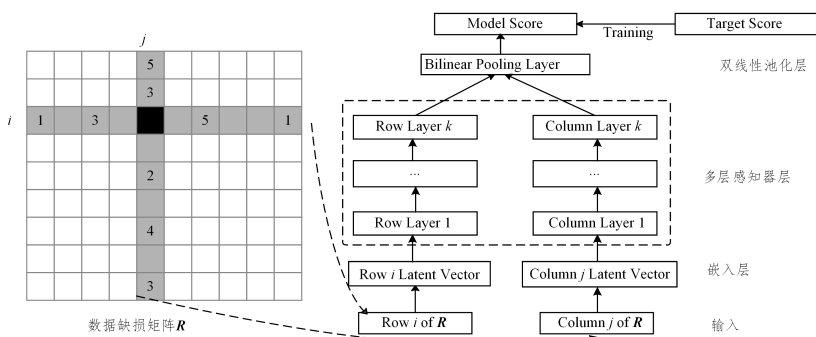 Model Score
Training
Target Score
Bilinear Pooling Layer
双线性池化层
j
5
3
i
1 3 5 1
2
4
3
Row Layer k
Column Layer k
...
...
多层感知器层
Row Layer 1
Column Layer 1
Row i Latent Vector
Column j Latent Vector
嵌入层
Row i of R
Column j of R
输入
数据缺损矩阵R